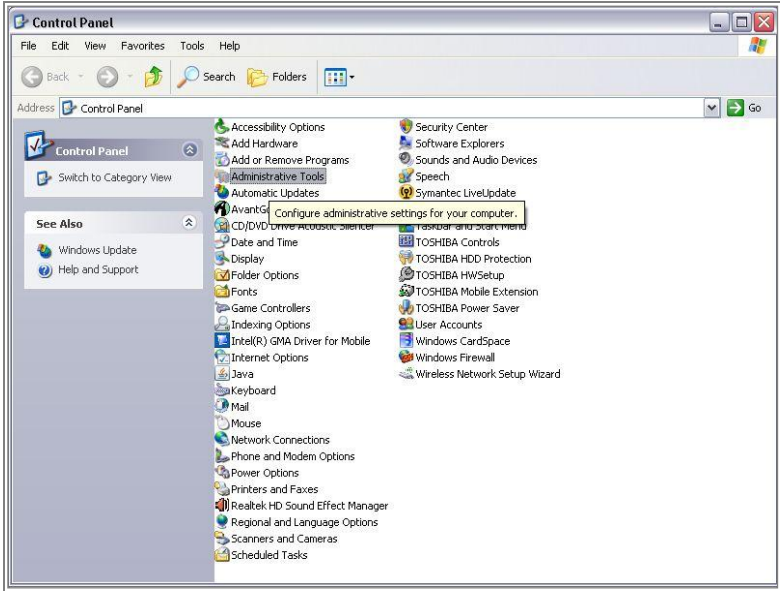 Control Panel
File Edit View Favorites Tools Help
Back Search Folders
Address Control Panel Go
Control Panel
Switch to Category View
See Also
Windows Update
Help and Support
Accessibility Options
Add Hardware
Add or Remove Programs
Administrative Tools
Automatic Updates
Configure administrative settings for your computer.
CD/DVD Drive Acoustic Silencer
Date and Time
Display
Folder Options
Fonts
Game Controllers
Indexing Options
Intel(R) GMA Driver for Mobile
Internet Options
Java
Keyboard
Mail
Mouse
Network Connections
Phone and Modem Options
Power Options
Printers and Faxes
Realtek HD Sound Effect Manager
Regional and Language Options
Scanners and Cameras
Scheduled Tasks
Security Center
Software Explorers
Sounds and Audio Devices
Speech
Symantec LiveUpdate
Taskbar and Start Menu
TOSHIBA Controls
TOSHIBA HDD Protection
TOSHIBA HWSetup
TOSHIBA Mobile Extension
TOSHIBA Power Saver
User Accounts
Windows CardSpace
Windows Firewall
Wireless Network Setup Wizard